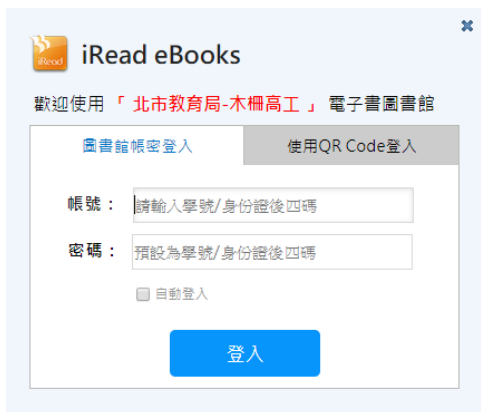 iRead
iRead eBooks
歡迎使用「 北市教育局-木柵高工 」電子書圖書館
圖書館帳密登入
使用QR Code登入
帳號： 請輸入學號/身份證後四碼
密碼： 預設為學號/身份證後四碼
自動登入
登入